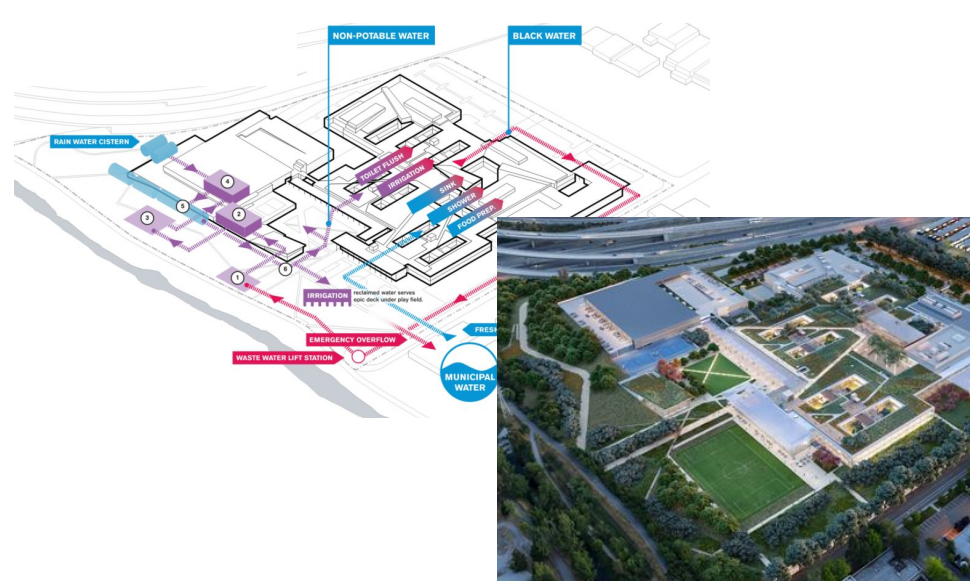 NON-POTABLE WATER
BLACK WATER
RAIN WATER CISTERN
TOILET FLUSH
IRRIGATION
SINK
SHOWER
FOOD PREP.
4
5
2
3
6
1
IRRIGATION
reclaimed water serves
epic deck under play field.
EMERGENCY OVERFLOW
FRESH
WASTE WATER LIFT STATION
MUNICIPAL
WATER